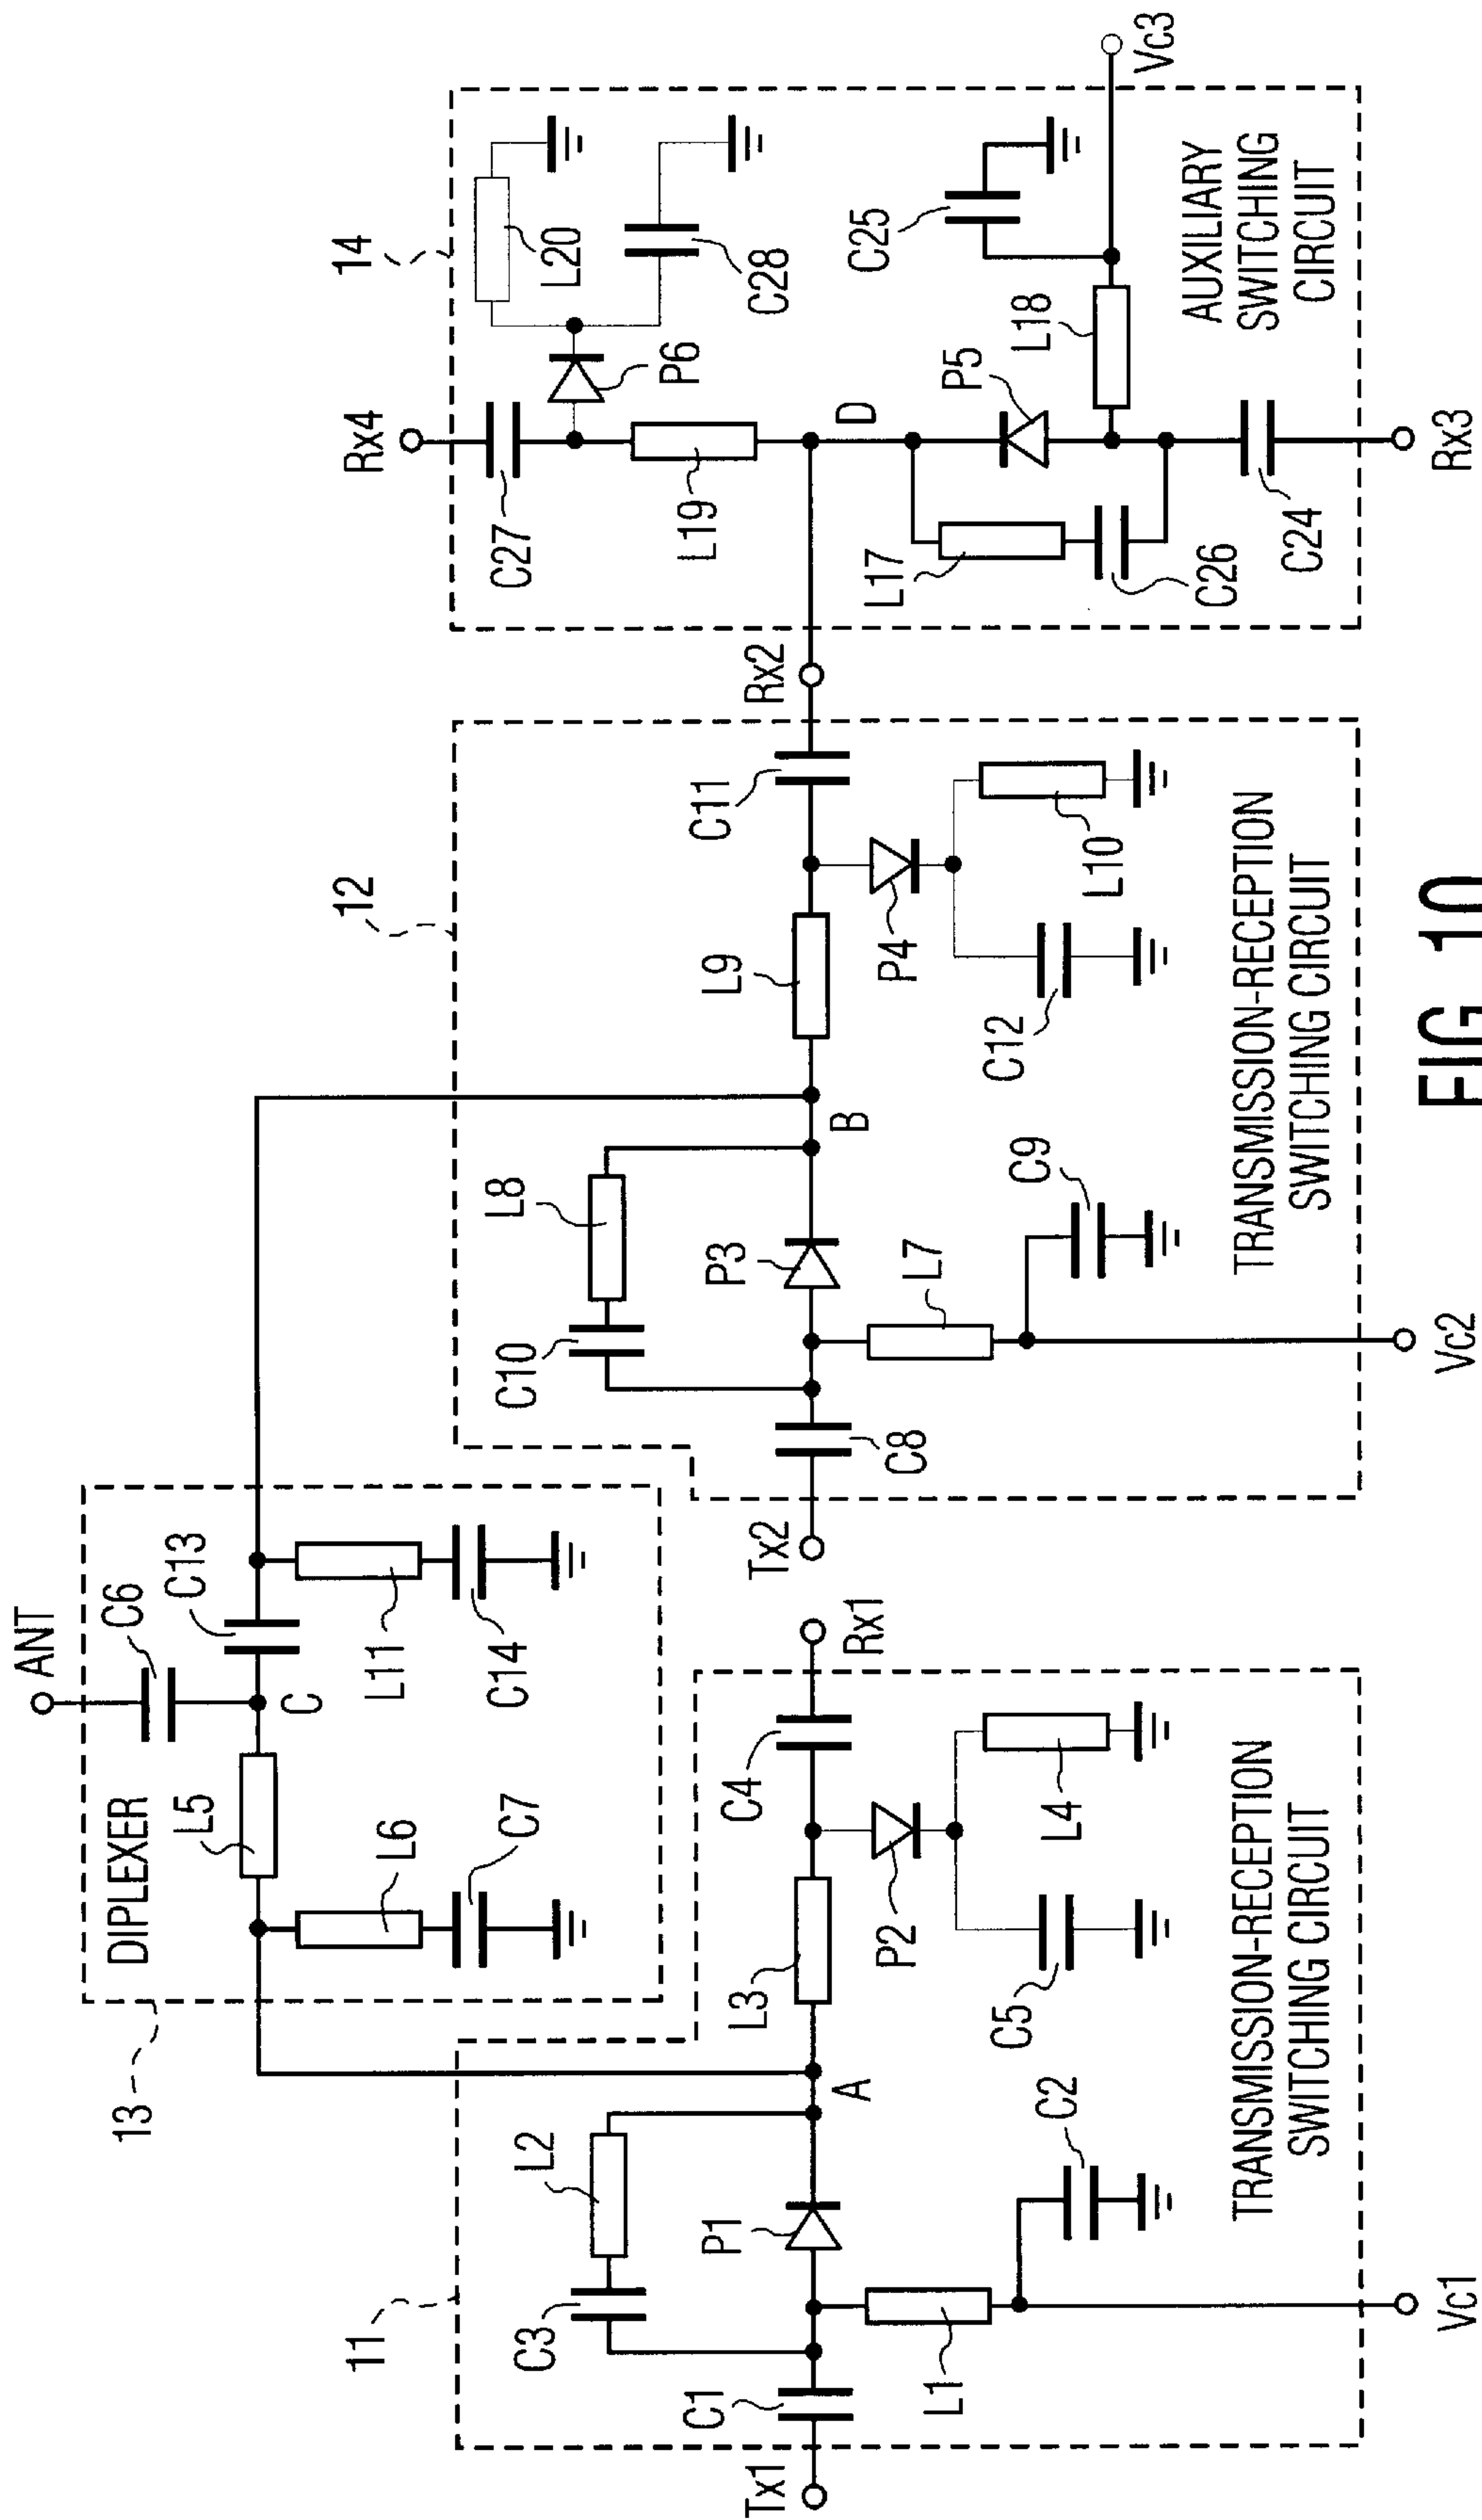 ANT
13
DIPLEXER
L5
C6
C
C13
L6
C7
L11
C14
11
Tx1
C1
C3
L2
P1
A
L3
C4
Rx1
L1
C2
P2
C5
L4
Vc1
TRANSMISSION-RECEPTION
SWITCHING CIRCUIT
12
Tx2
C8
C10
L8
P3
B
L9
C11
Rx2
L7
C9
P4
C12
L10
Vc2
TRANSMISSION-RECEPTION
SWITCHING CIRCUIT
14
Rx4
C27
L19
P6
L20
C28
D
L17
C26
P5
L18
C25
C24
Rx3
Vc3
AUXILIARY
SWITCHING
CIRCUIT
FIG. 10